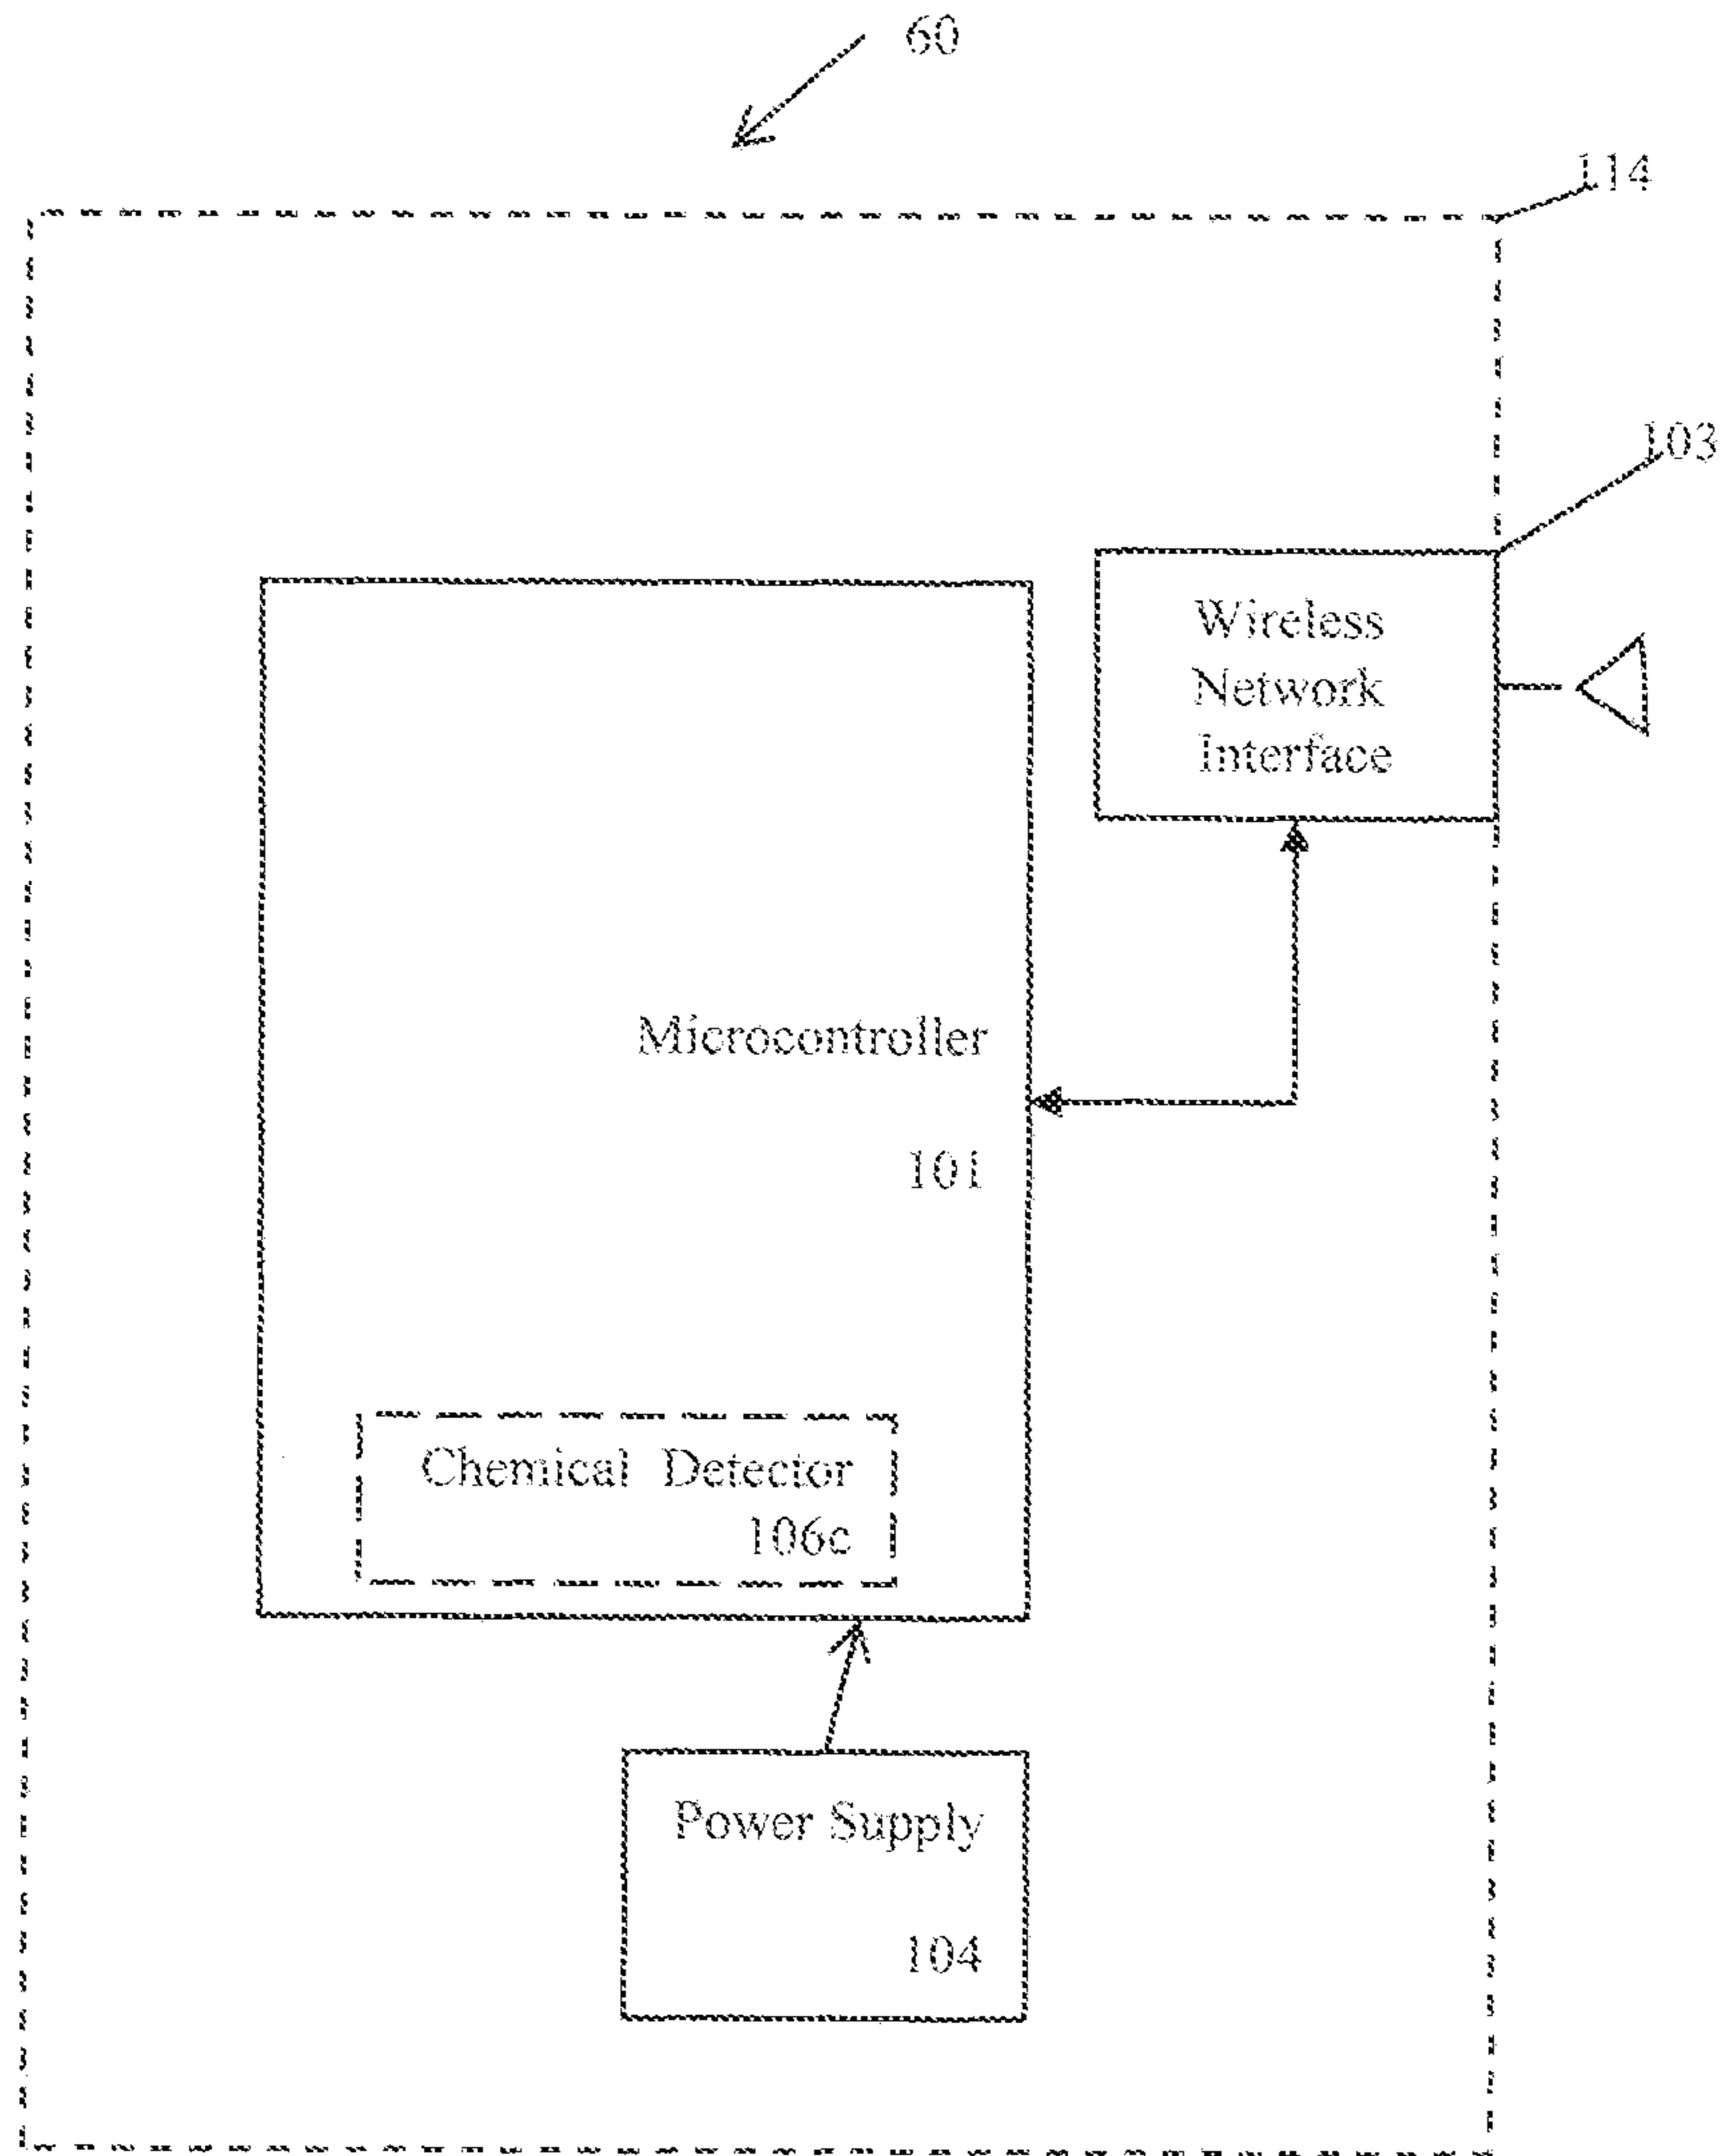 60
114
103
Wireless
Network
Interface
Microcontroller
101
Chemical Detector
106c
Power Supply
104